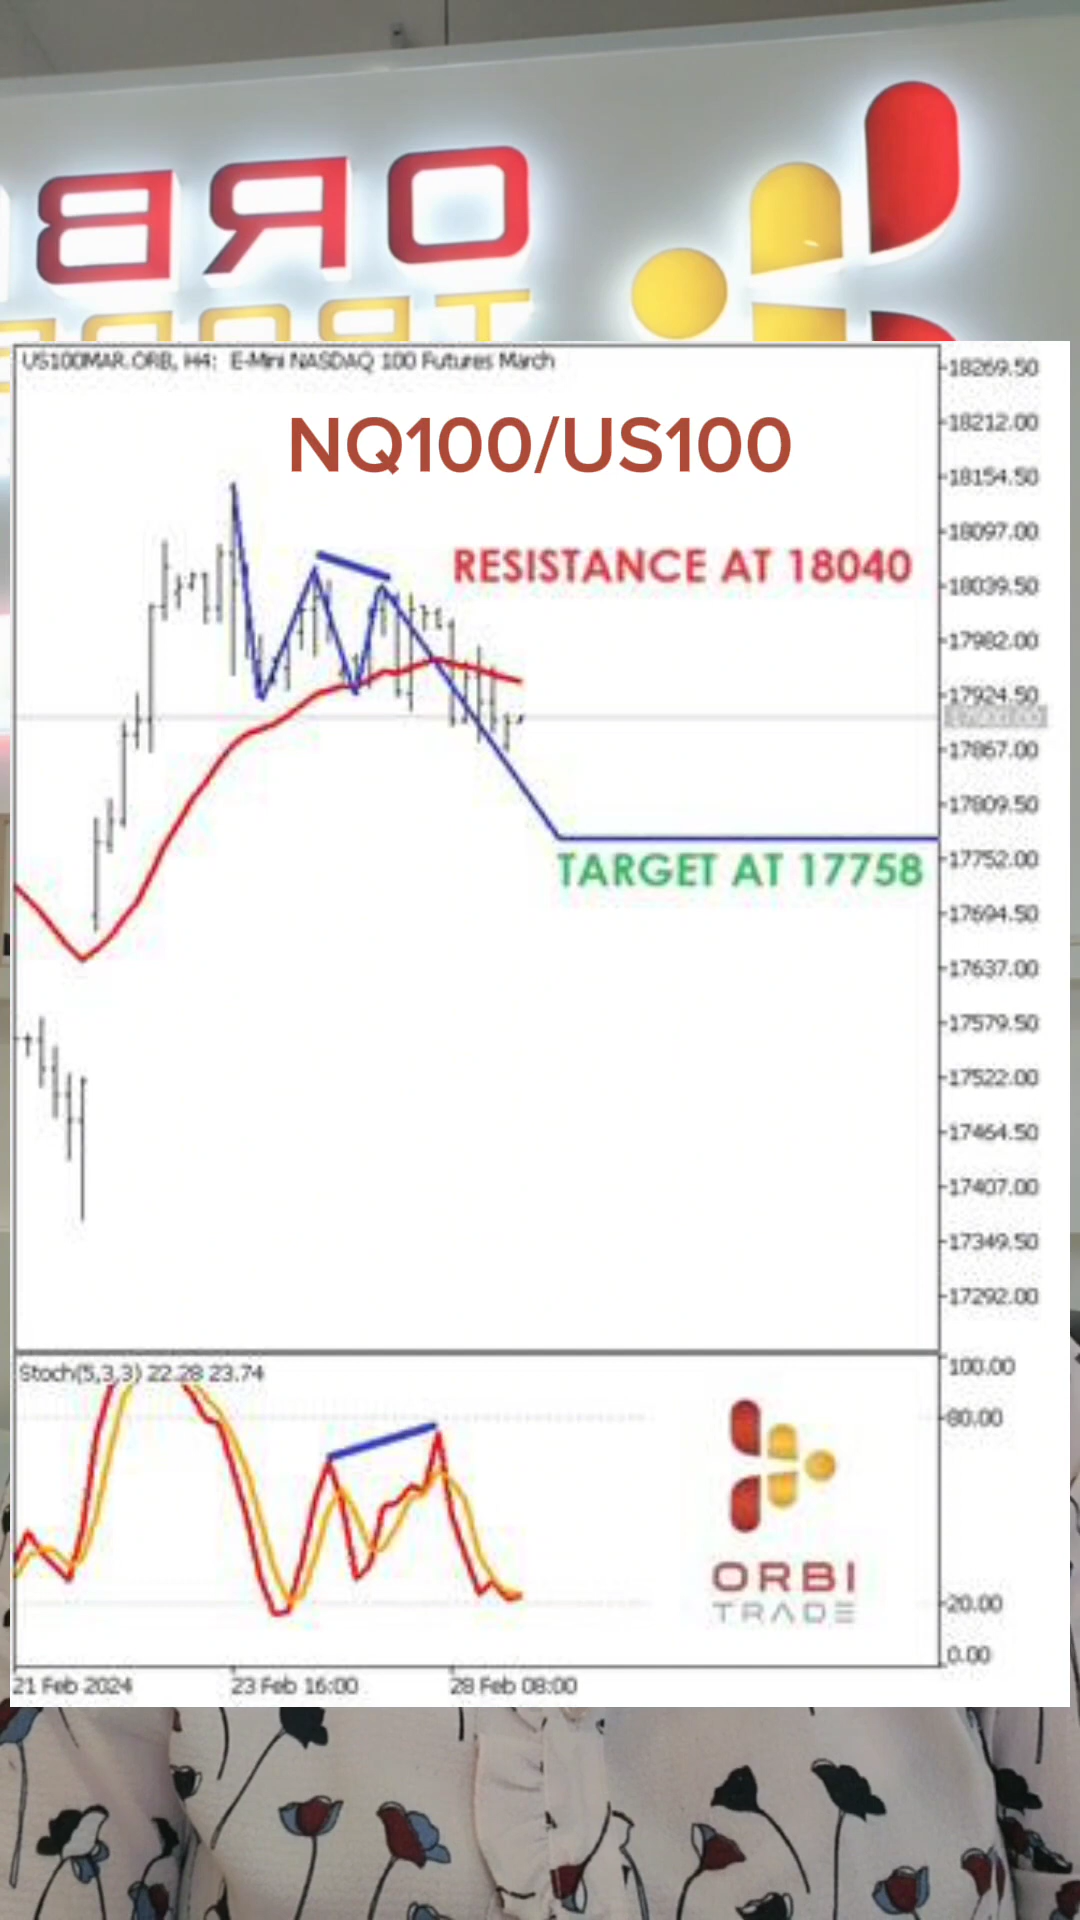 ORB
TRADE
US100MAR.ORB, H4: E-Mini NASDAQ 100 Futures March
NQ100/US100
RESISTANCE AT 18040
TARGET AT 17758
18269.50
18212.00
18154.50
18097.00
18039.50
17982.00
17924.50
17867.00
17809.50
17752.00
17694.50
17637.00
17579.50
17522.00
17464.50
17407.00
17349.50
17292.00
Stoch(5,3,3) 22.28 23.74
100.00
80.00
20.00
0.00
ORBI
TRADE
21 Feb 2024
23 Feb 16:00
28 Feb 08:00